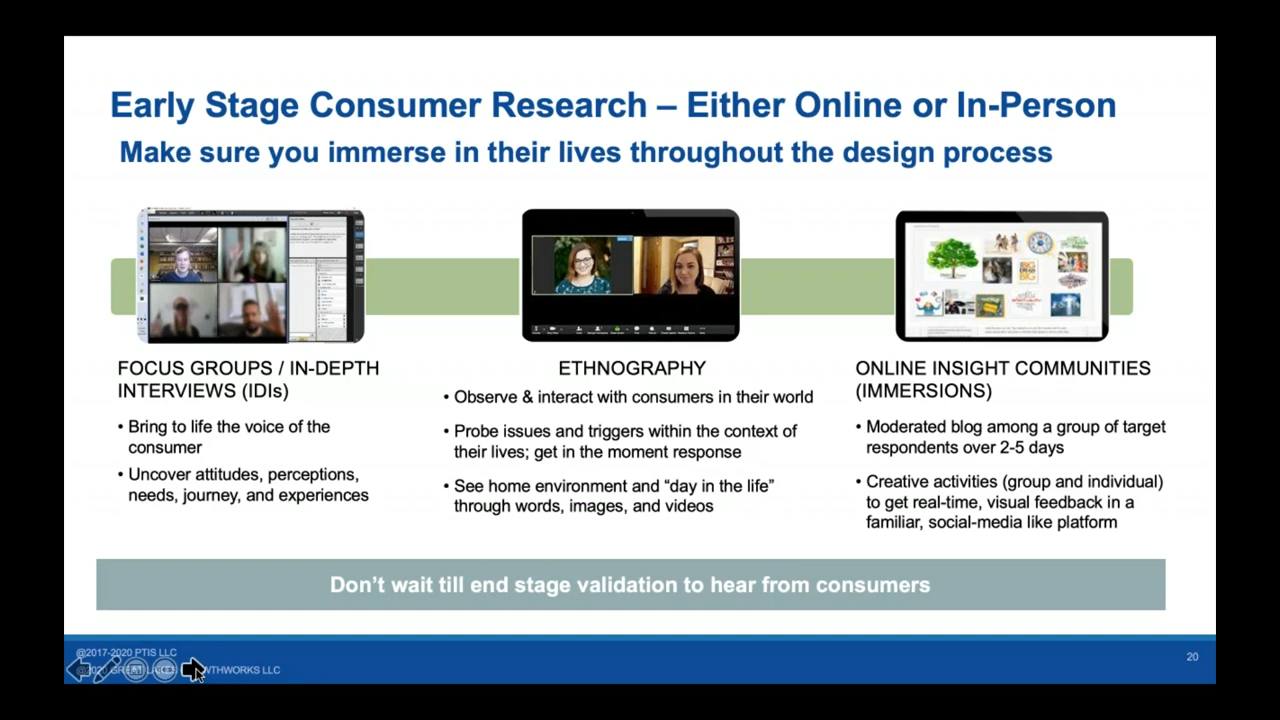 Early Stage Consumer Research – Either Online or In-Person
Make sure you immerse in their lives throughout the design process
FOCUS GROUPS / IN-DEPTH
INTERVIEWS (IDIs)
• Bring to life the voice of the
consumer
• Uncover attitudes, perceptions,
needs, journey, and experiences
ETHNOGRAPHY
• Observe & interact with consumers in their world
• Probe issues and triggers within the context of
their lives; get in the moment response
• See home environment and “day in the life”
through words, images, and videos
ONLINE INSIGHT COMMUNITIES
(IMMERSIONS)
• Moderated blog among a group of target
respondents over 2-5 days
• Creative activities (group and individual)
to get real-time, visual feedback in a
familiar, social-media like platform
Don’t wait till end stage validation to hear from consumers
@2017-2020 PTIS LLC
@2020 GREAT LAKES GROWTHWORKS LLC
20